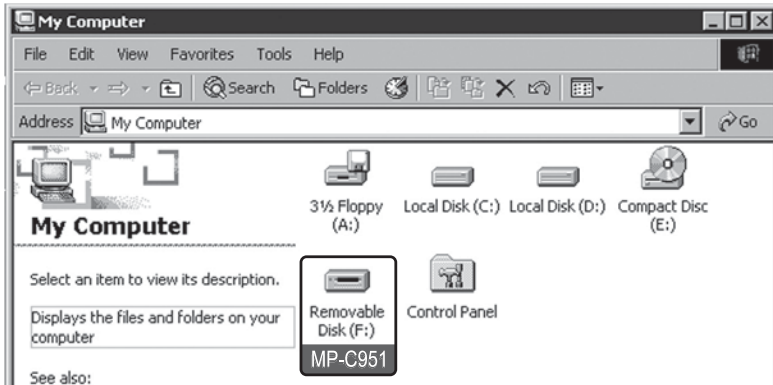 My Computer
File Edit View Favorites Tools Help
Back Search Folders
Address My Computer Go
3½ Floppy (A:)
Local Disk (C:)
Local Disk (D:)
Compact Disc (E:)
My Computer
Select an item to view its description.
Displays the files and folders on your
computer
See also:
Removable
Disk (F:)
MP-C951
Control Panel